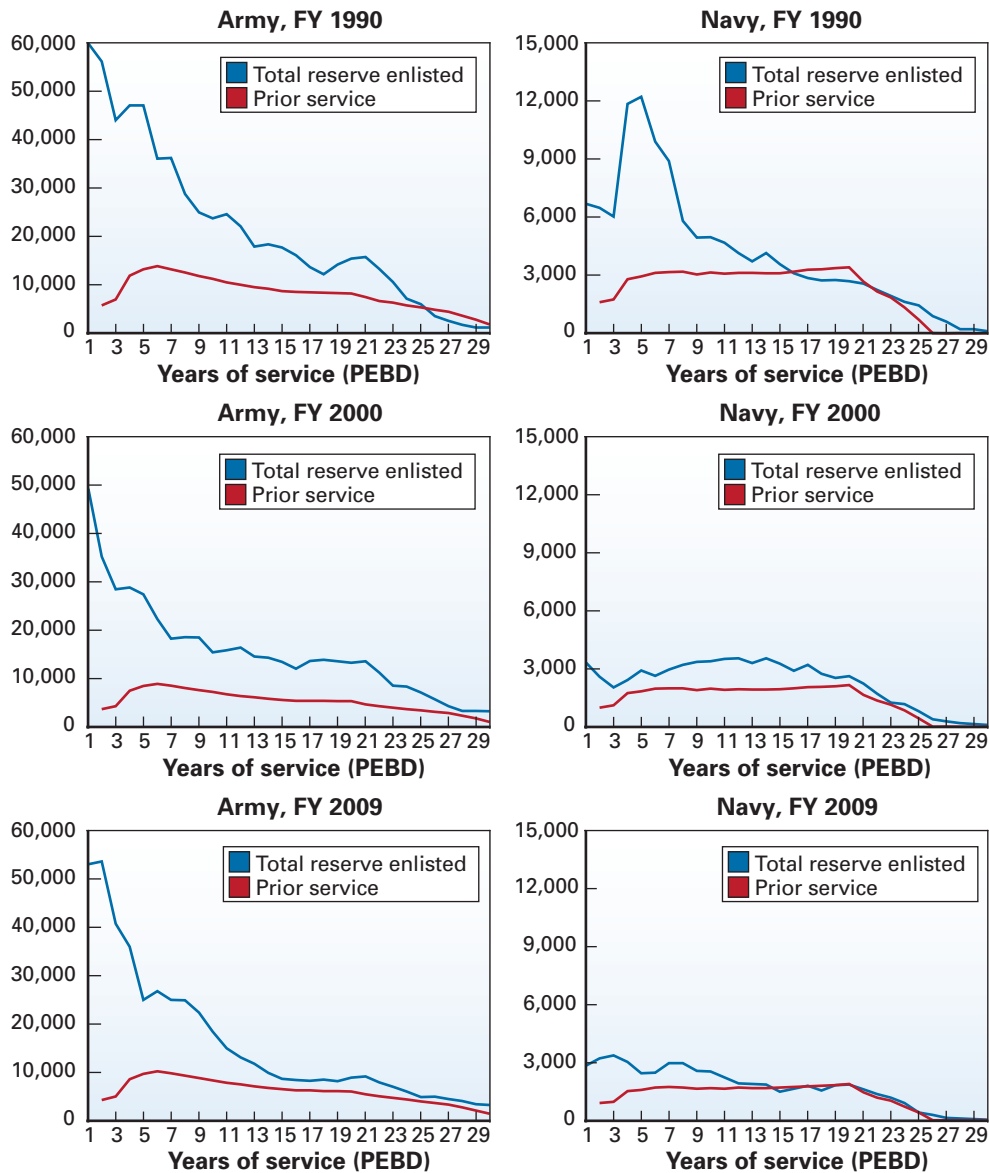 Army, FY 1990
60,000
50,000
40,000
30,000
20,000
10,000
0
Total reserve enlisted
Prior service
1 3 5 7 9 11 13 15 17 19 21 23 25 27 29
Years of service (PEBD)
Navy, FY 1990
15,000
12,000
9,000
6,000
3,000
0
Total reserve enlisted
Prior service
1 3 5 7 9 11 13 15 17 19 21 23 25 27 29
Years of service (PEBD)
Army, FY 2000
60,000
50,000
40,000
30,000
20,000
10,000
0
Total reserve enlisted
Prior service
1 3 5 7 9 11 13 15 17 19 21 23 25 27 29
Years of service (PEBD)
Navy, FY 2000
15,000
12,000
9,000
6,000
3,000
0
Total reserve enlisted
Prior service
1 3 5 7 9 11 13 15 17 19 21 23 25 27 29
Years of service (PEBD)
Army, FY 2009
60,000
50,000
40,000
30,000
20,000
10,000
0
Total reserve enlisted
Prior service
1 3 5 7 9 11 13 15 17 19 21 23 25 27 29
Years of service (PEBD)
Navy, FY 2009
15,000
12,000
9,000
6,000
3,000
0
Total reserve enlisted
Prior service
1 3 5 7 9 11 13 15 17 19 21 23 25 27 29
Years of service (PEBD)